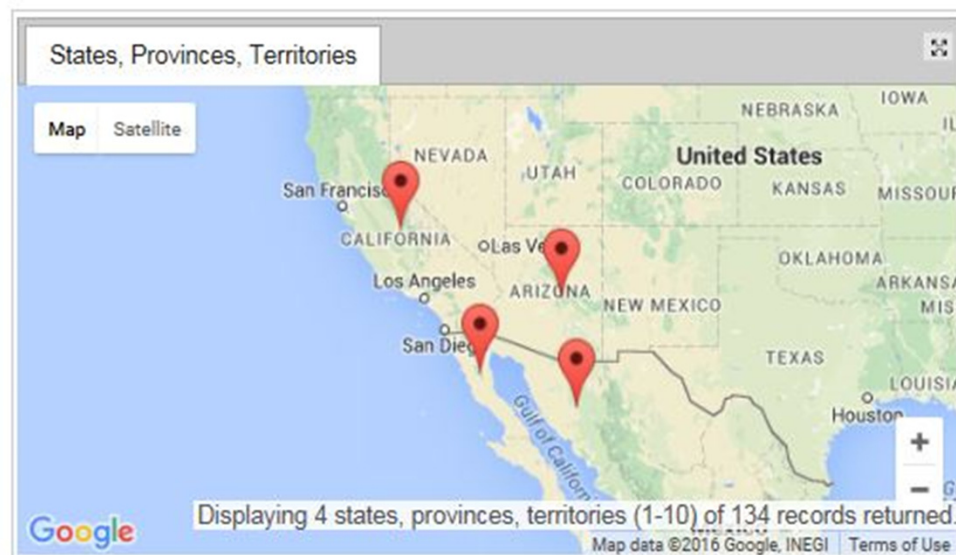 States, Provinces, Territories
Map Satellite
NEBRASKA
IOWA
NEVADA
United States
UTAH
COLORADO
KANSAS
San Francisc
CALIFORNIA
Las Ve
OKLAHOMA
Los Angeles
ARIZONA
NEW MEXICO
San Dieg
TEXAS
Houston
Gulf of Californ
+
−
Google
Displaying 4 states, provinces, territories (1-10) of 134 records returned.
Map data ©2016 Google, INEGI
Terms of Use